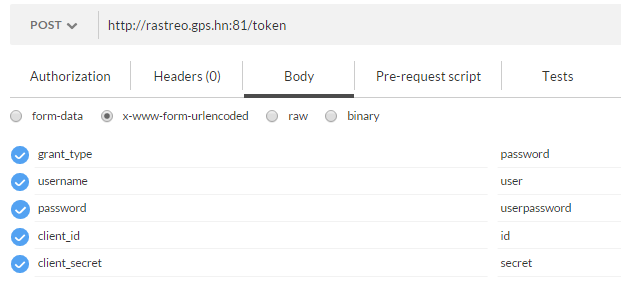 POST http://rastreo.gps.hn:81/token
Authorization Headers (0) Body Pre-request script Tests
form-data x-www-form-urlencoded raw binary
grant_type password
username user
password userpassword
client_id id
client_secret secret